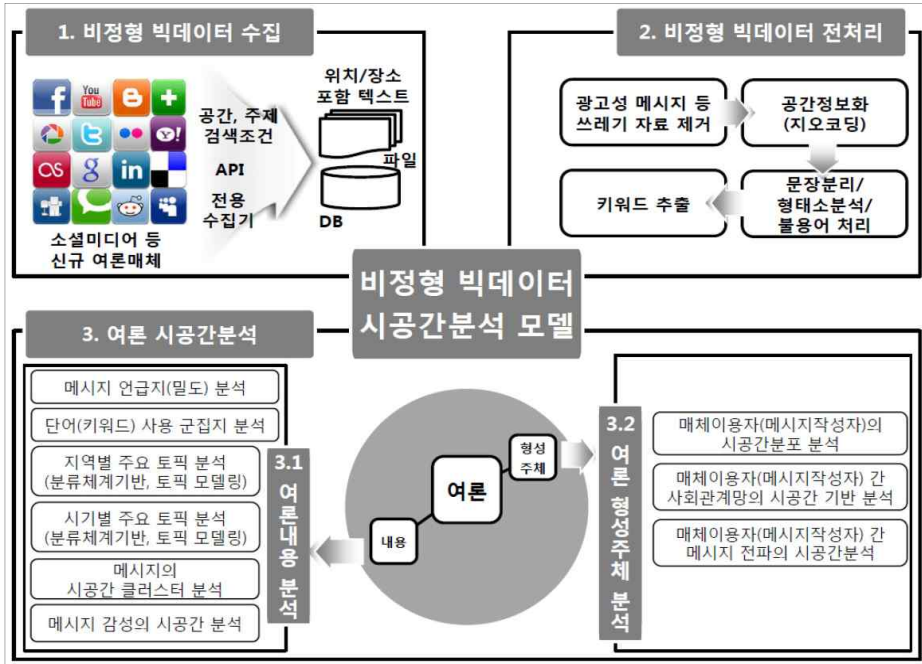 1. 비정형 빅데이터 수집
You
Tube
공간, 주제
검색조건
API
전용
수집기
소셜미디어 등
신규 여론매체
위치/장소
포함 텍스트
파일
DB
2. 비정형 빅데이터 전처리
광고성 메시지 등
쓰레기 자료 제거
공간정보화
(지오코딩)
문장분리/
형태소분석/
불용어 처리
키워드 추출
비정형 빅데이터
시공간분석 모델
3. 여론 시공간분석
메시지 언급지(밀도) 분석
단어(키워드) 사용 군집지 분석
지역별 주요 토픽 분석
(분류체계기반, 토픽 모델링)
시기별 주요 토픽 분석
(분류체계기반, 토픽 모델링)
메시지의
시공간 클러스터 분석
메시지 감성의 시공간 분석
3.1 여론내용 분석
내용
여론
형성
주체
3.2 여론 형성주체 분석
매체이용자(메시지작성자)의
시공간분포 분석
매체이용자(메시지작성자) 간
사회관계망의 시공간 기반 분석
매체이용자(메시지작성자) 간
메시지 전파의 시공간분석